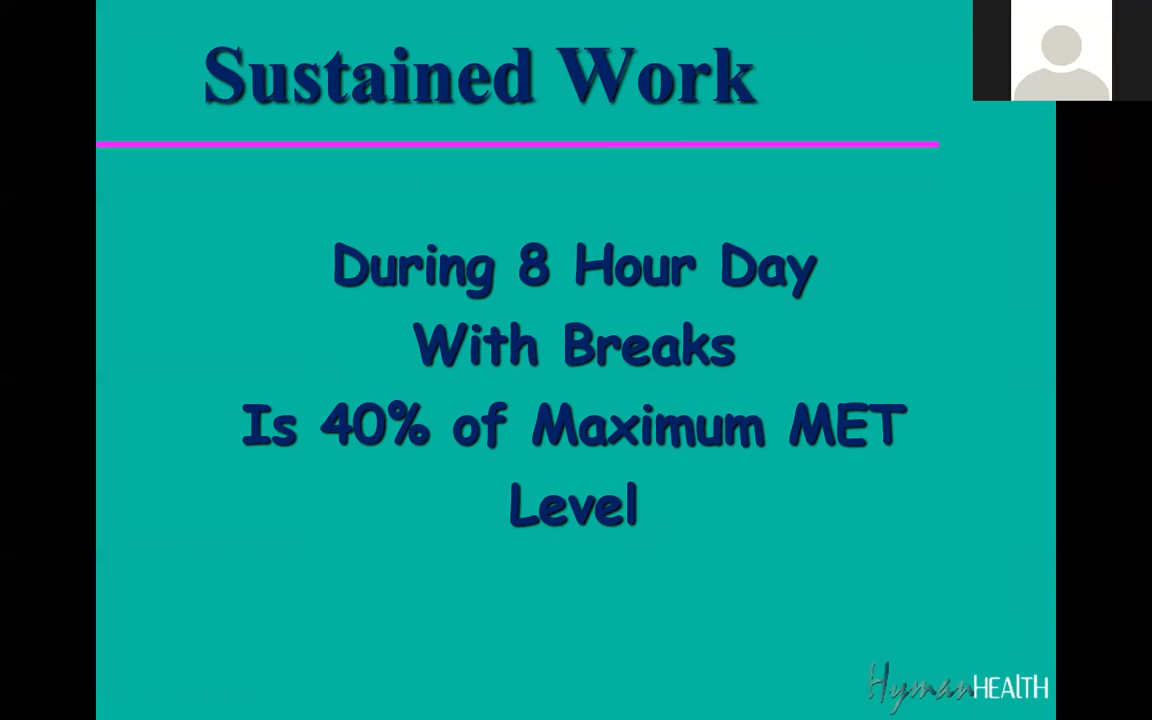 Sustained Work
During 8 Hour Day
With Breaks
Is 40% of Maximum MET
Level
HymanHEALTH